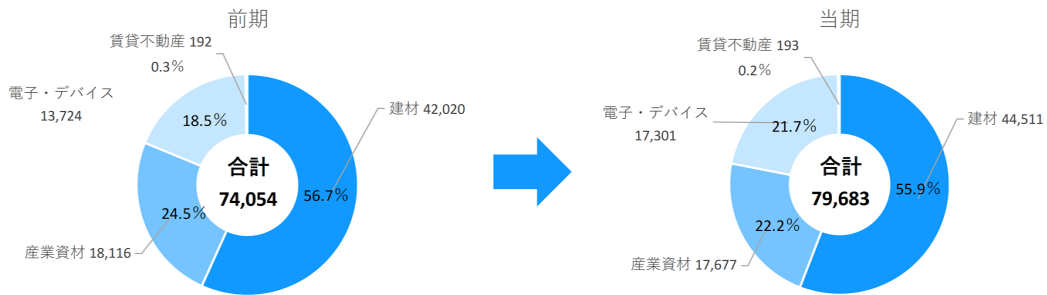 前期
賃貸不動産 192
0.3%
電子・デバイス
13,724
18.5%
建材 42,020
合計
74,054
56.7%
24.5%
産業資材 18,116
当期
賃貸不動産 193
0.2%
電子・デバイス
17,301
21.7%
建材 44,511
合計
79,683
55.9%
22.2%
産業資材 17,677